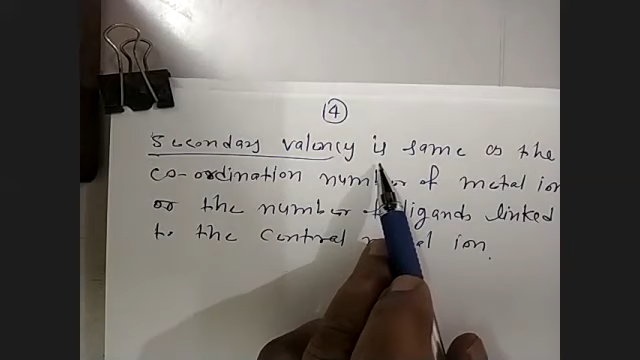 4
Secondary valency is same as the
co-ordination number of metal ion
or the number of ligands linked
to the central metal ion.